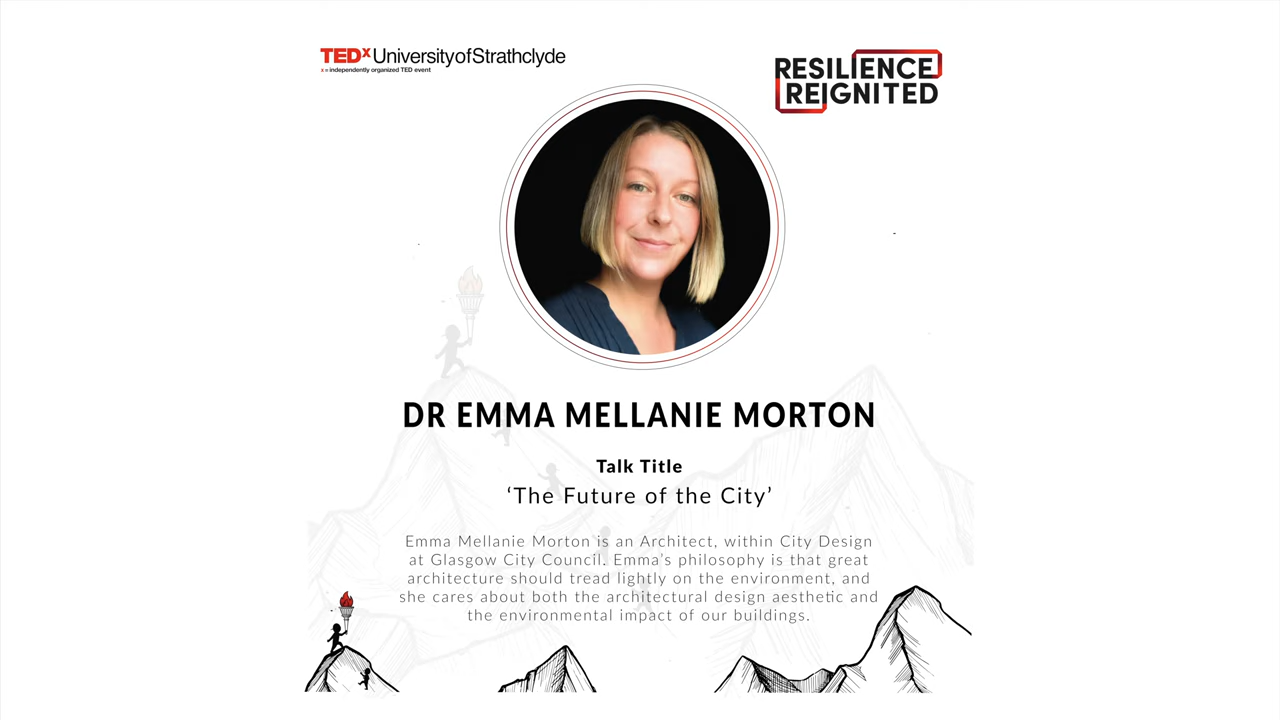 TEDx UniversityofStrathclyde
x = independently organized TED event
RESILIENCE
REIGNITED
DR EMMA MELLANIE MORTON
Talk Title
‘The Future of the City’
Emma Mellanie Morton is an Architect, within City Design
at Glasgow City Council. Emma’s philosophy is that great
architecture should tread lightly on the environment, and
she cares about both the architectural design aesthetic and
the environmental impact of our buildings.